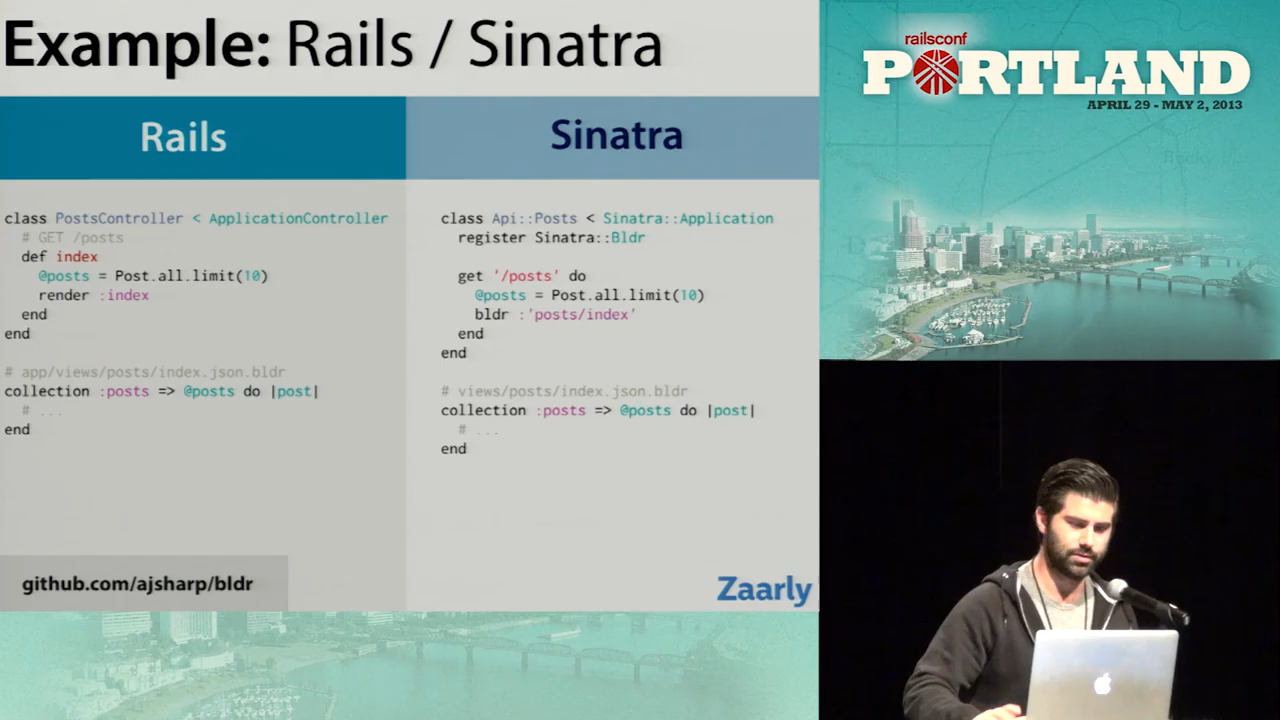 Example: Rails / Sinatra
Rails
class PostsController < ApplicationController
# GET /posts
def index
@posts = Post.all.limit(10)
render :index
end
end
# app/views/posts/index.json.bldr
collection :posts => @posts do |post|
# ...
end
Sinatra
class Api::Posts < Sinatra::Application
register Sinatra::Bldr
get '/posts' do
@posts = Post.all.limit(10)
bldr :'posts/index'
end
end
# views/posts/index.json.bldr
collection :posts => @posts do |post|
# ...
end
github.com/ajsharp/bldr
Zaarly
railsconf
PORTLAND
APRIL 29 - MAY 2, 2013